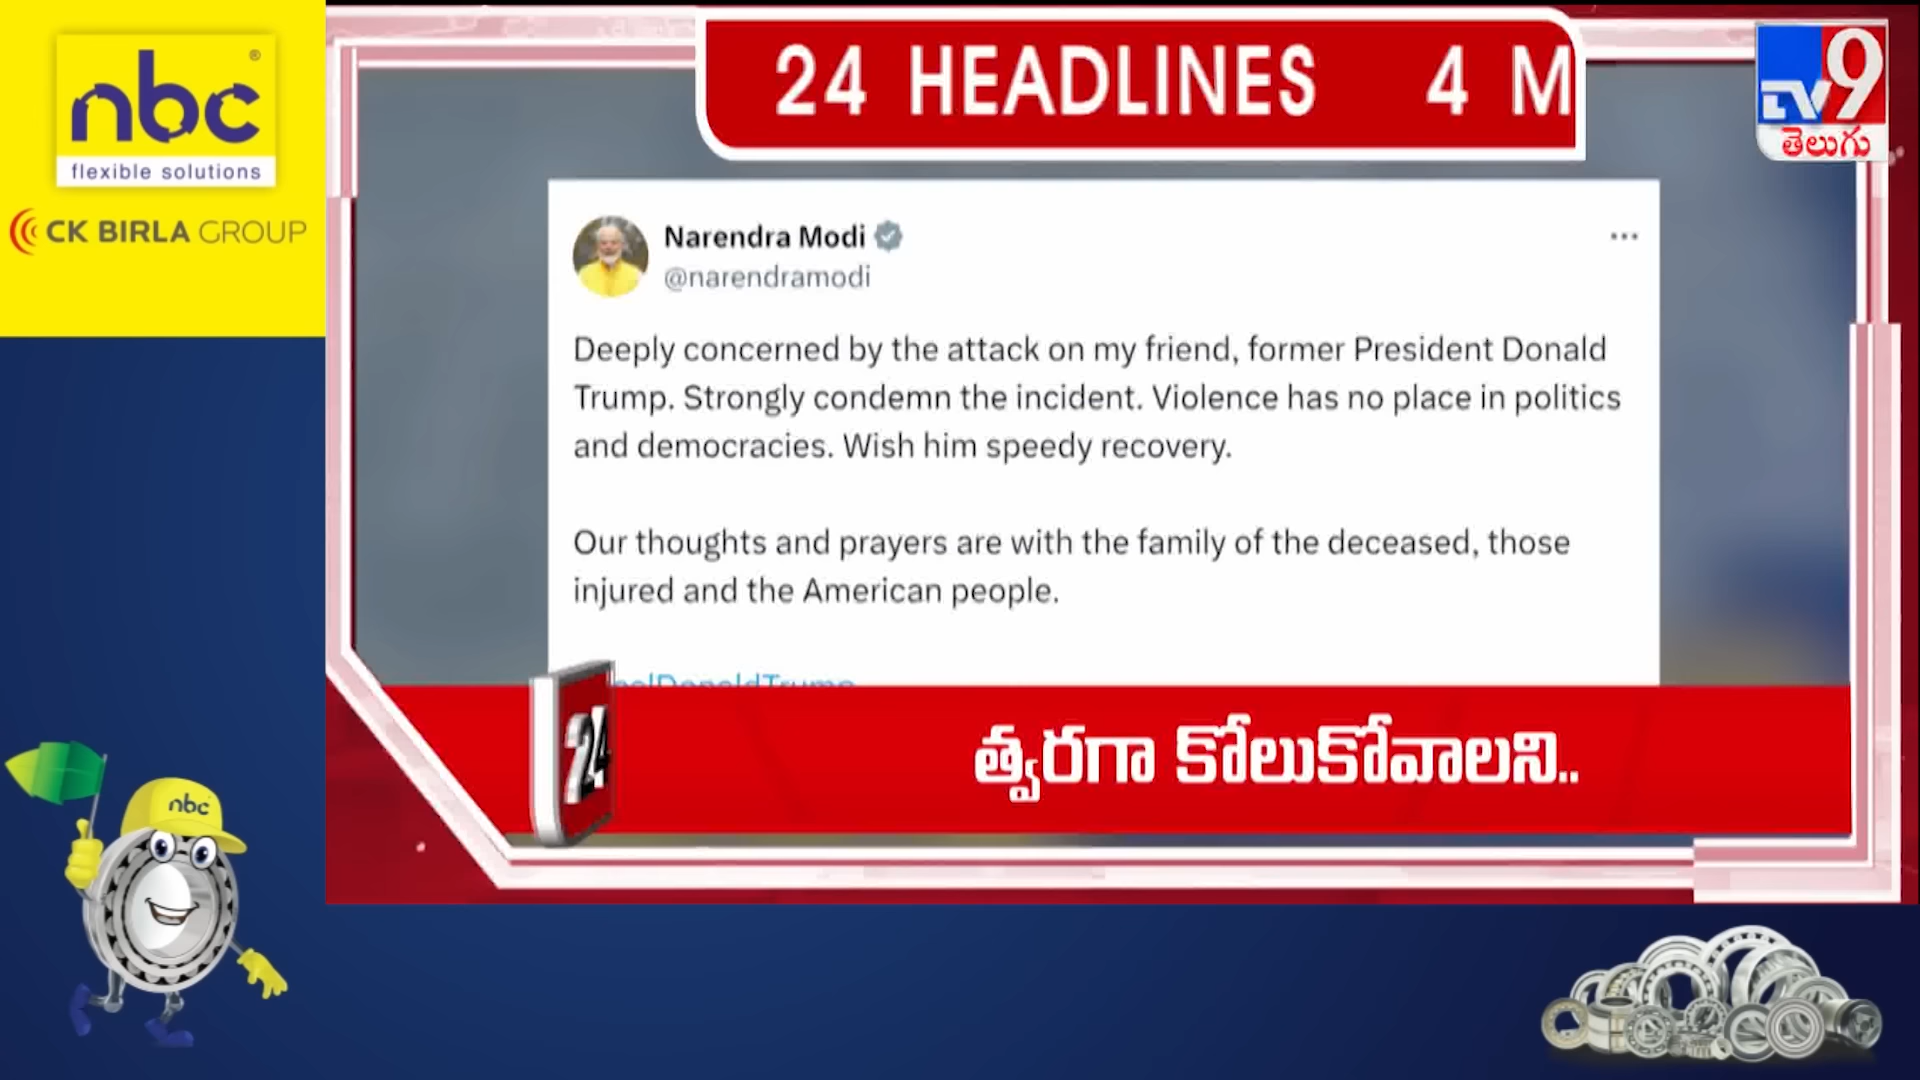 nbc
®
flexible solutions
CK BIRLA GROUP
24 HEADLINES 4 M
TV9
తెలుగు
Narendra Modi
@narendramodi
Deeply concerned by the attack on my friend, former President Donald
Trump. Strongly condemn the incident. Violence has no place in politics
and democracies. Wish him speedy recovery.
Our thoughts and prayers are with the family of the deceased, those
injured and the American people.
24
త్వరగా కోలుకోవాలని..
nbc